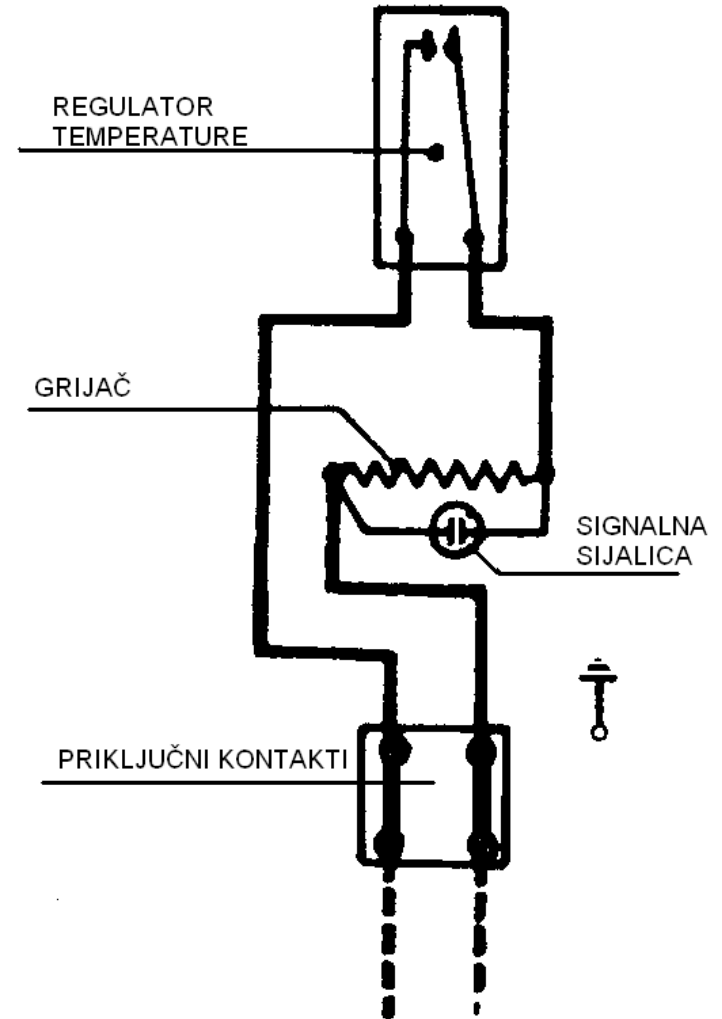 REGULATOR
TEMPERATURE
GRIJAČ
SIGNALNA
SIJALICA
PRIKLJUČNI KONTAKTI